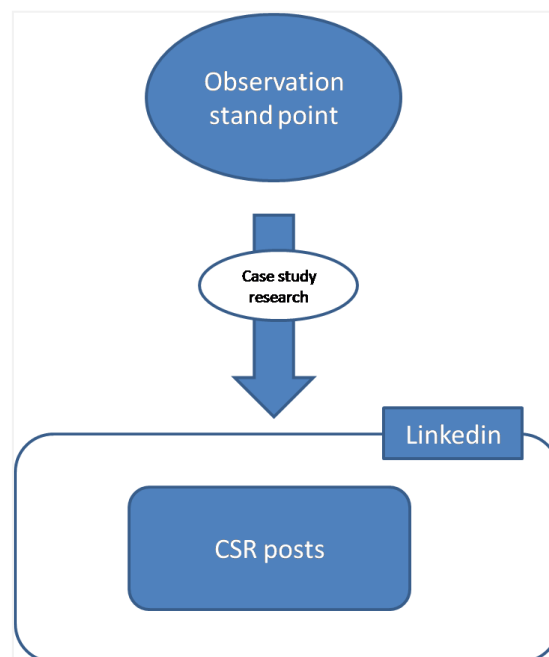 Observation
stand point
Case study
research
Linkedin
CSR posts